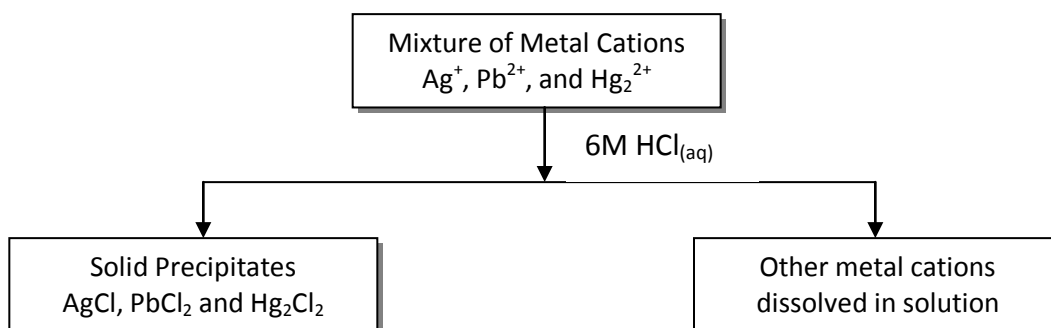 Mixture of Metal Cations
Ag⁺, Pb²⁺, and Hg₂²⁺
6M HCl₍aq₎
Solid Precipitates
AgCl, PbCl₂ and Hg₂Cl₂
Other metal cations
dissolved in solution